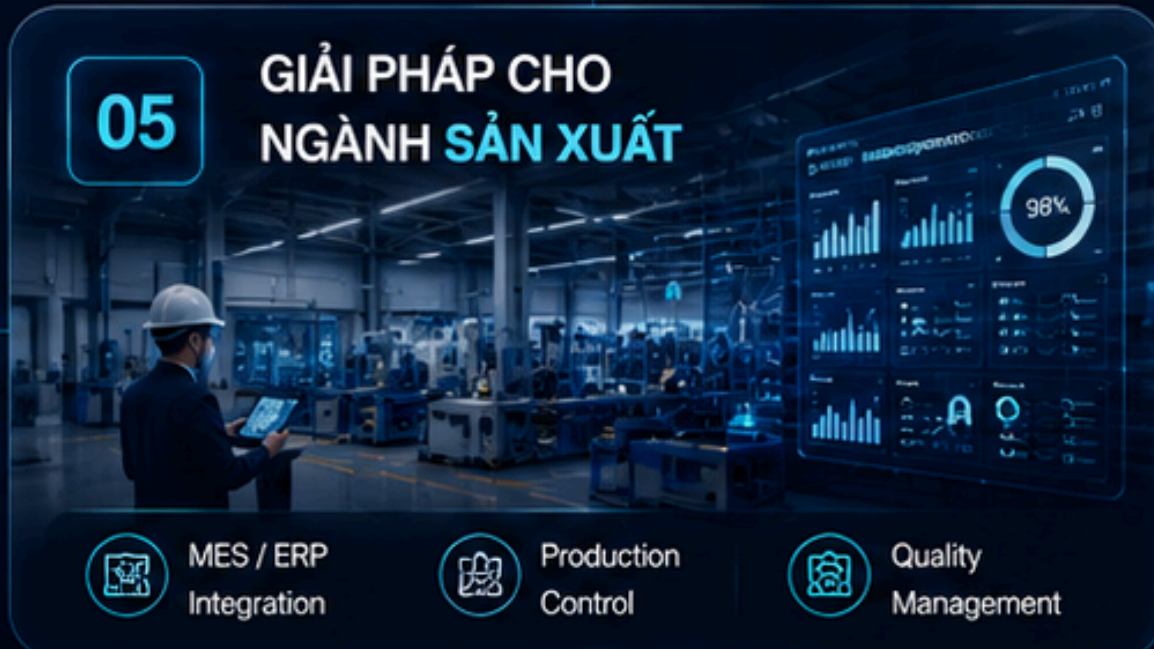 05
GIẢI PHÁP CHO
NGÀNH SẢN XUẤT
98%
MES / ERP
Integration
Production
Control
Quality
Management